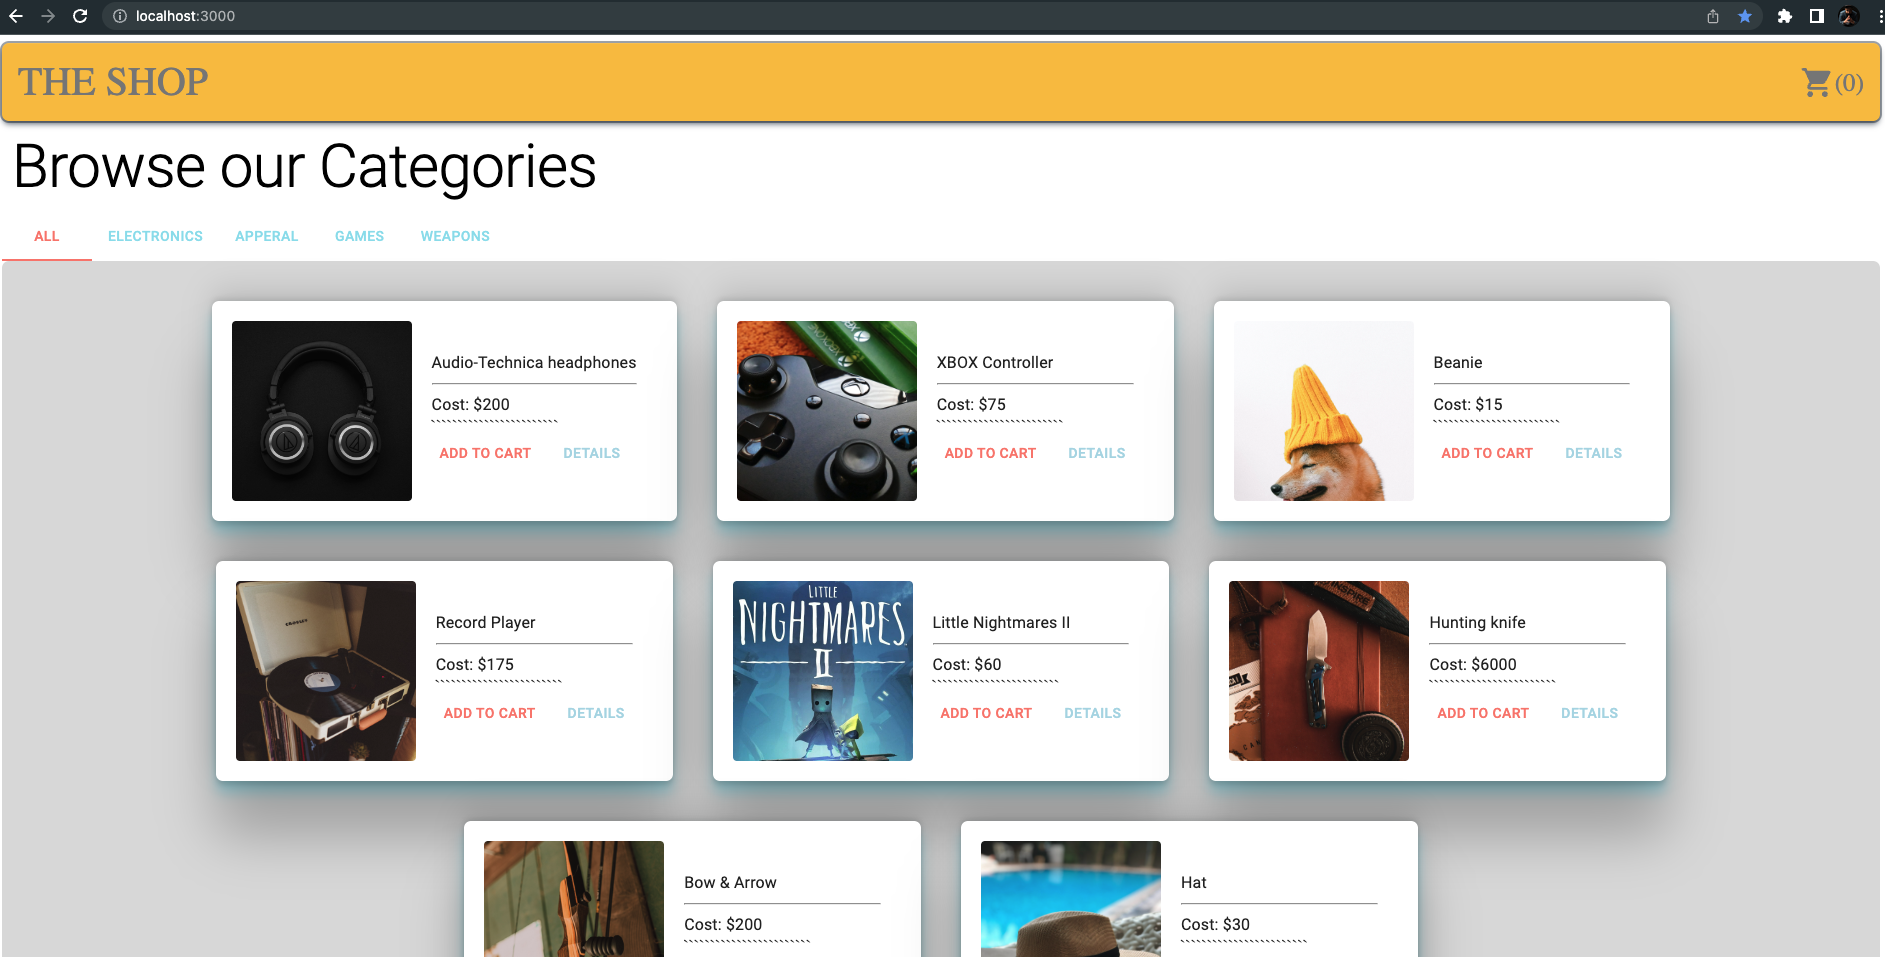 localhost:3000
THE SHOP
(0)
Browse our Categories
ALL ELECTRONICS APPERAL GAMES WEAPONS
Audio-Technica headphones
Cost: $200
ADD TO CART DETAILS
XBOX Controller
Cost: $75
ADD TO CART DETAILS
Beanie
Cost: $15
ADD TO CART DETAILS
Record Player
Cost: $175
ADD TO CART DETAILS
LITTLE
NIGHTMARES
II
Little Nightmares II
Cost: $60
ADD TO CART DETAILS
Hunting knife
Cost: $6000
ADD TO CART DETAILS
Bow & Arrow
Cost: $200
Hat
Cost: $30